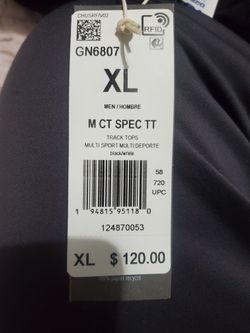 CHUSRFIV02
RFID
GN6807
XL
MEN / HOMBRE
M CT SPEC TT
TRACK TOPS
MULTI SPORT MULTI DEPORTE
black/white
58
720
UPC
1 94815 95118 0
124870053
XL $ 120.00